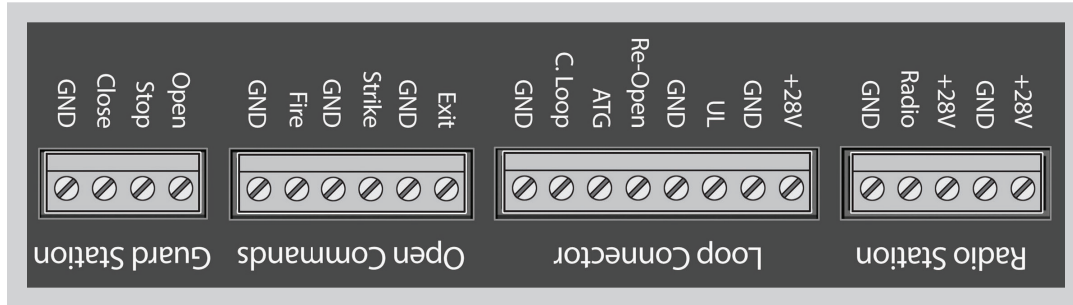 GND
Close
Stop
Open
GND
Fire
GND
Strike
GND
Exit
GND
C. Loop
ATG
Re-Open
GND
UL
GND
+28V
GND
Radio
+28V
GND
+28V
Guard Station
Open Commands
Loop Connector
Radio Station